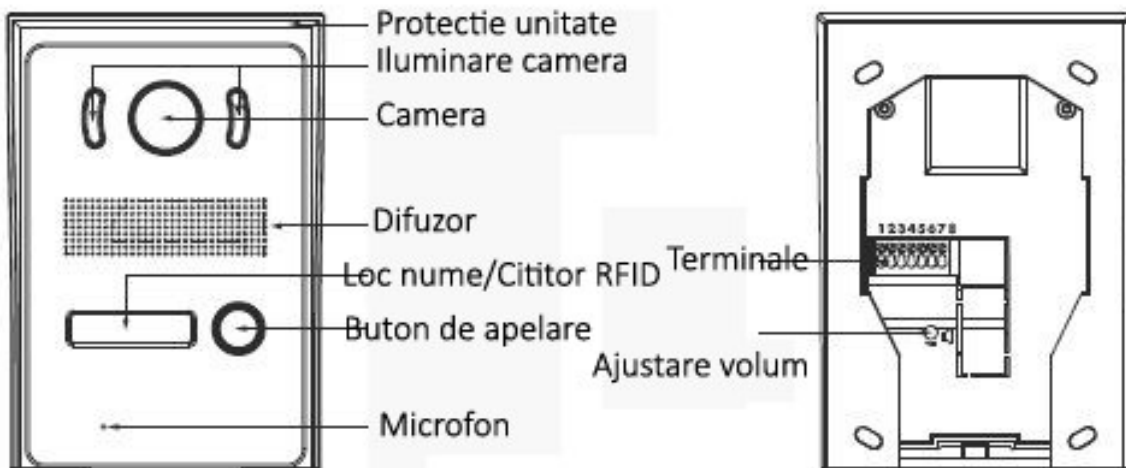 Protectie unitate
Iluminare camera
Camera
Difuzor
Loc nume/Cititor RFID
Buton de apelare
Microfon
12345678
Terminale
Ajustare volum